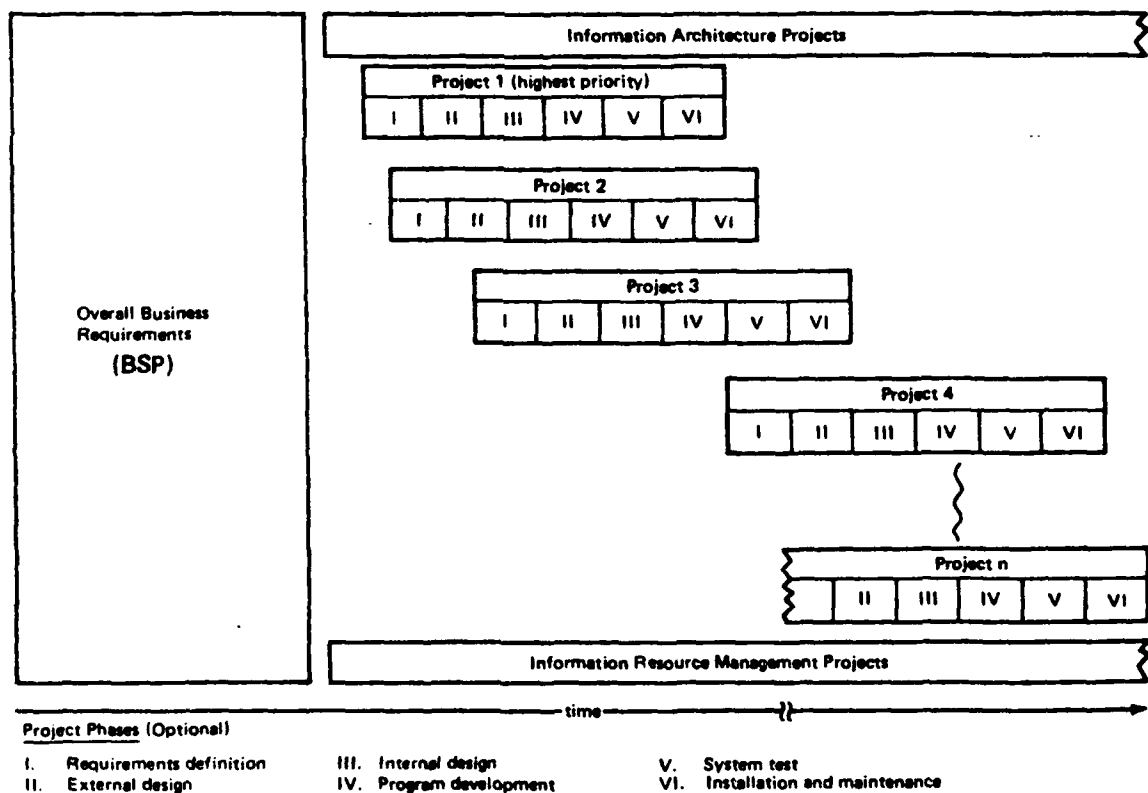 Information Architecture Projects
Project 1 (highest priority)
I II III IV V VI
Project 2
I II III IV V VI
Project 3
I II III IV V VI
Overall Business
Requirements
(BSP)
Project 4
I II III IV V VI
Project n
II III IV V VI
Information Resource Management Projects
time
Project Phases (Optional)
I. Requirements definition III. Internal design V. System test
II. External design IV. Program development VI. Installation and maintenance